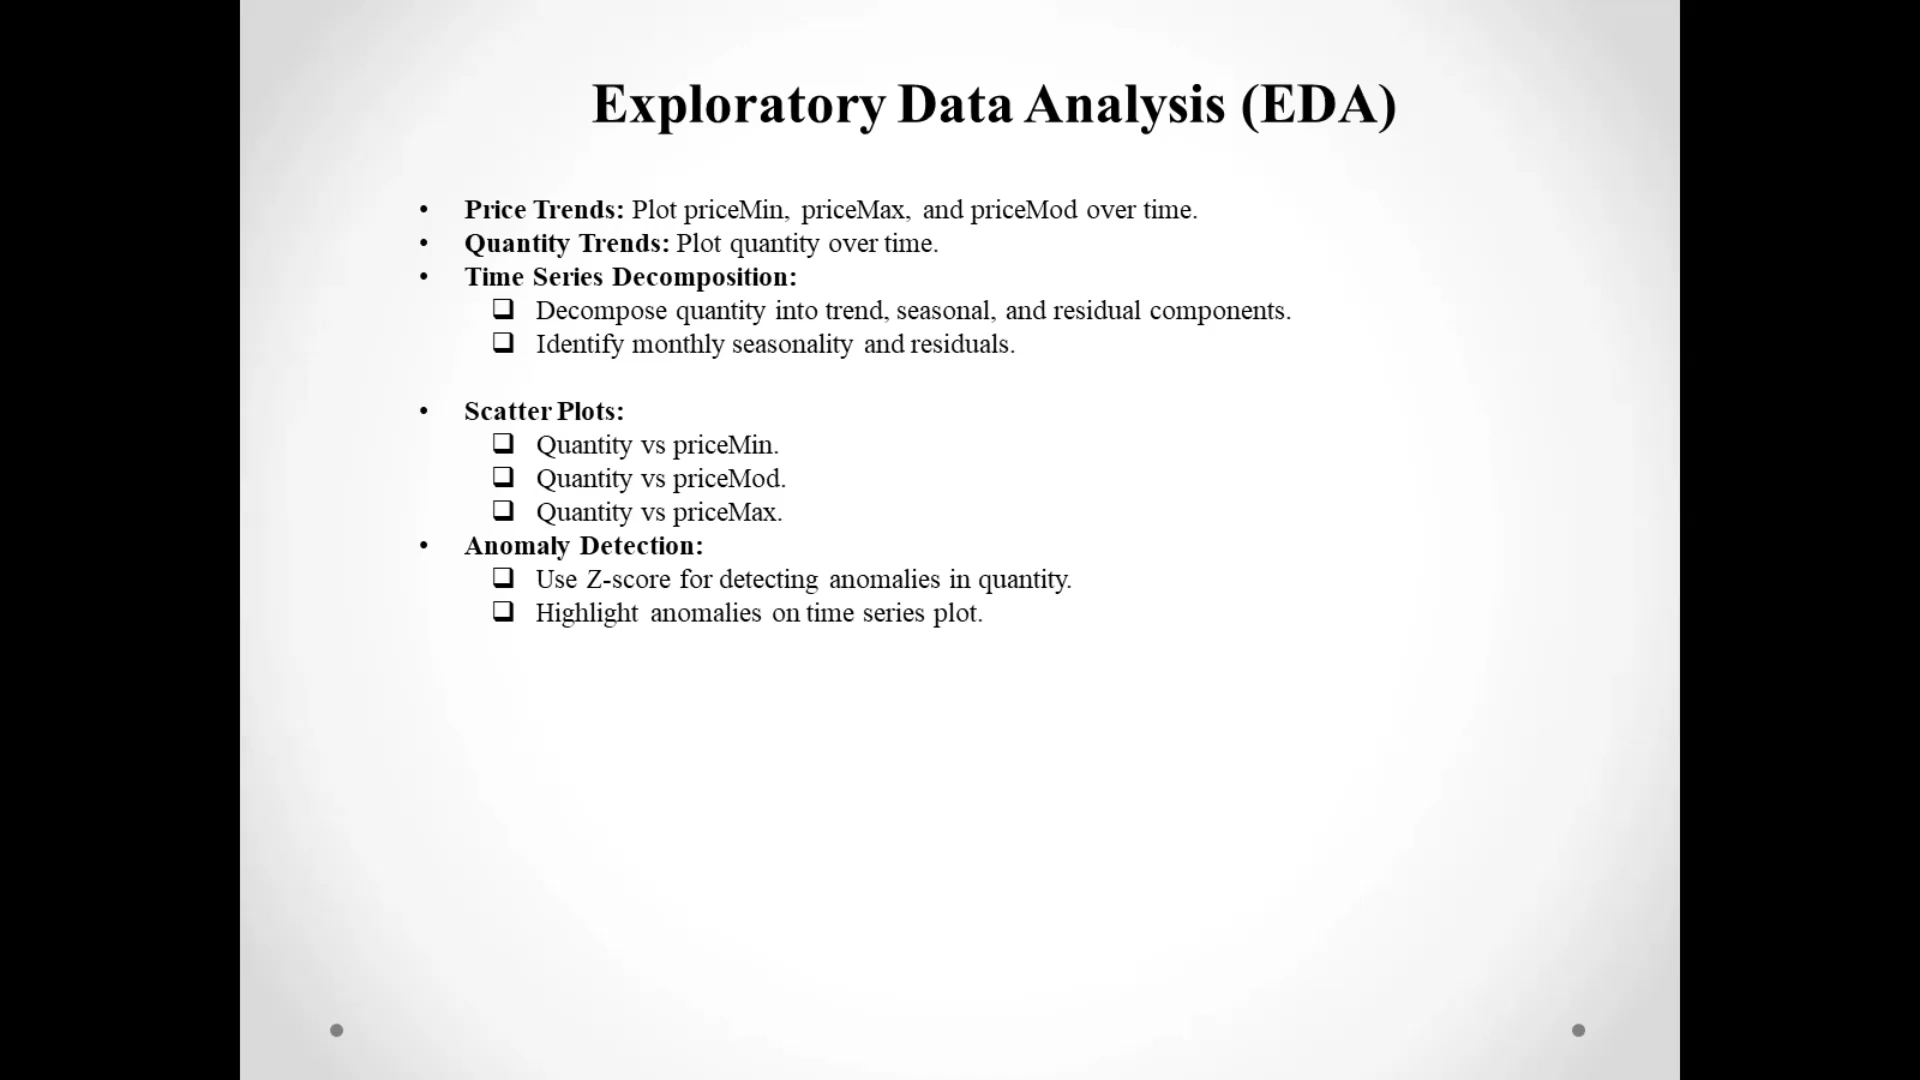 Exploratory Data Analysis (EDA)
• Price Trends: Plot priceMin, priceMax, and priceMod over time.
• Quantity Trends: Plot quantity over time.
• Time Series Decomposition:
❑ Decompose quantity into trend, seasonal, and residual components.
❑ Identify monthly seasonality and residuals.
• Scatter Plots:
❑ Quantity vs priceMin.
❑ Quantity vs priceMod.
❑ Quantity vs priceMax.
• Anomaly Detection:
❑ Use Z-score for detecting anomalies in quantity.
❑ Highlight anomalies on time series plot.